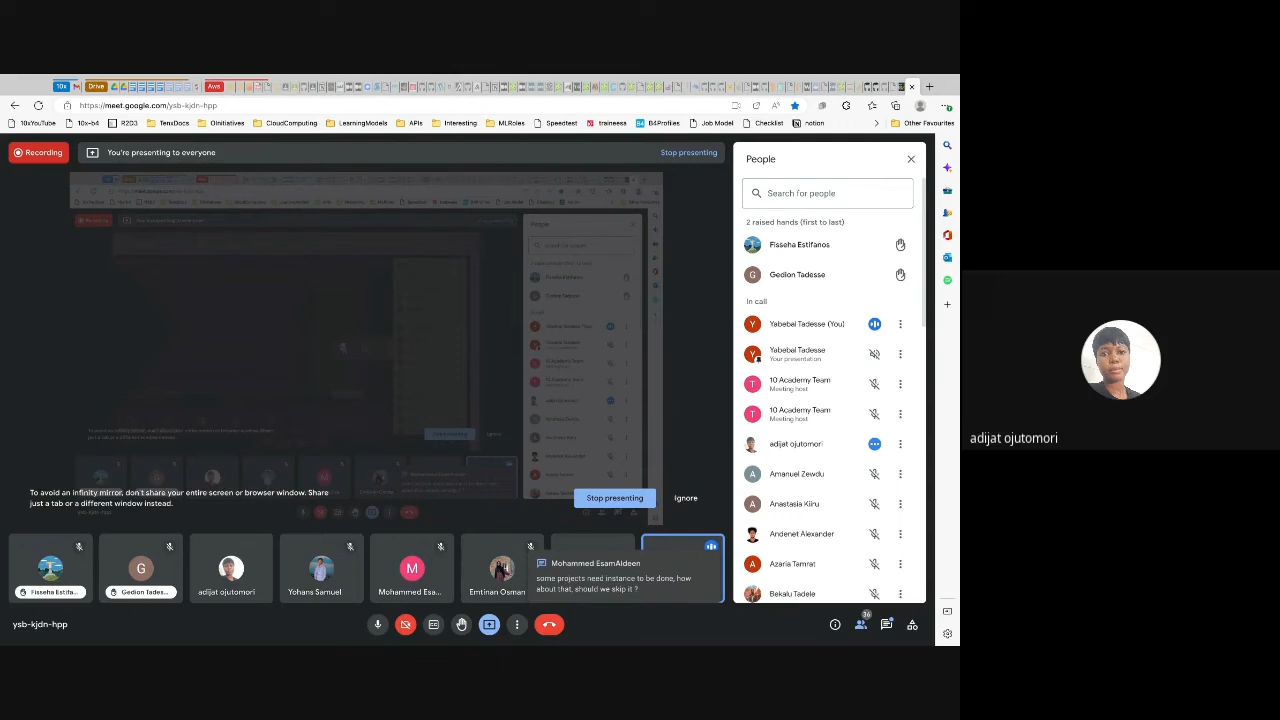 10x
Drive
Aws
https://meet.google.com/ysb-kjdn-hpp
10xYouTube
10x-b4
R2D3
TenxDocs
OInitiatives
CloudComputing
LearningModels
APIs
Interesting
MLRoles
Speedtest
traineesa
B4Profiles
Job Model
Checklist
notion
Other Favourites
Recording
You're presenting to everyone
Stop presenting
People
Search for people
2 raised hands (first to last)
Fisseha Estifanos
G
Gedion Tadesse
In call
Y
Yabebal Tadesse (You)
Y
Yabebal Tadesse
Your presentation
T
10 Academy Team
Meeting host
T
10 Academy Team
Meeting host
adijat ojutomori
A
Amanuel Zewdu
A
Anastasia Kiiru
Andenet Alexander
A
Azaria Tamrat
Bekalu Tadele
To avoid an infinity mirror, don't share your entire screen or browser window. Share
just a tab or a different window instead.
Stop presenting
Ignore
Fisseha Estifa...
G
Gedion Tades...
adijat ojutomori
Yohans Samuel
M
Mohammed Esa...
Emtinan Osman
Mohammed EsamAldeen
some projects need instance to be done, how
about that, should we skip it ?
ysb-kjdn-hpp
36
adijat ojutomori